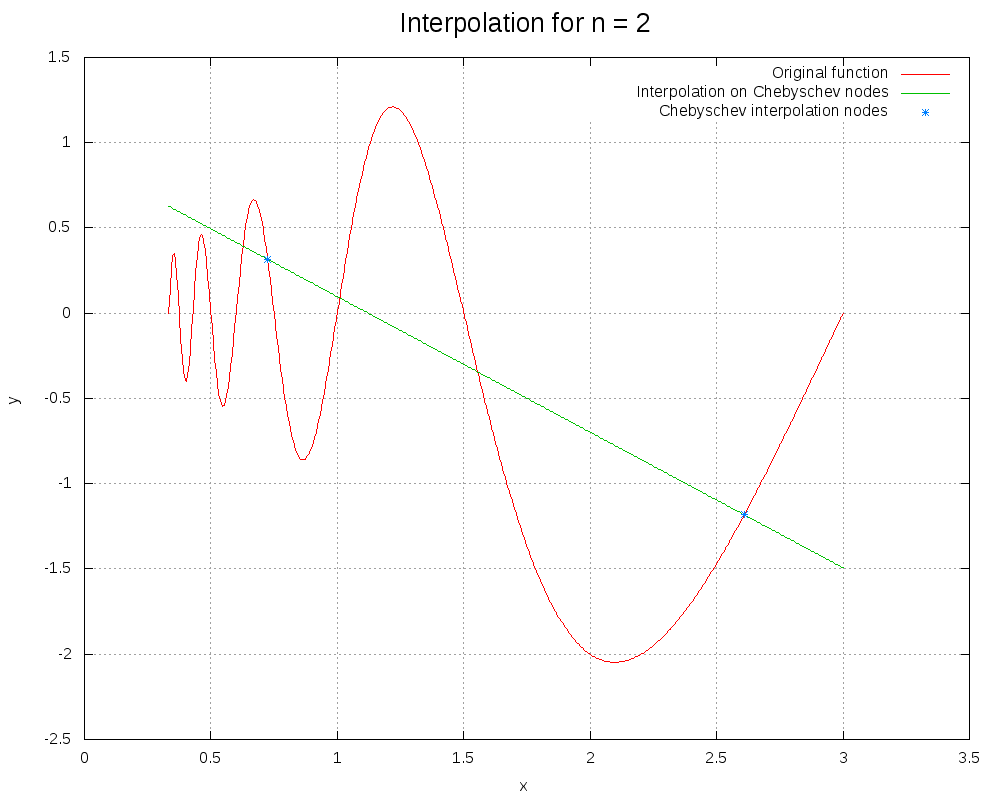 Interpolation for n = 2
Original function
Interpolation on Chebyschev nodes
Chebyschev interpolation nodes
1.5
1
0.5
0
-0.5
-1
-1.5
-2
-2.5
y
0 0.5 1 1.5 2 2.5 3 3.5
x